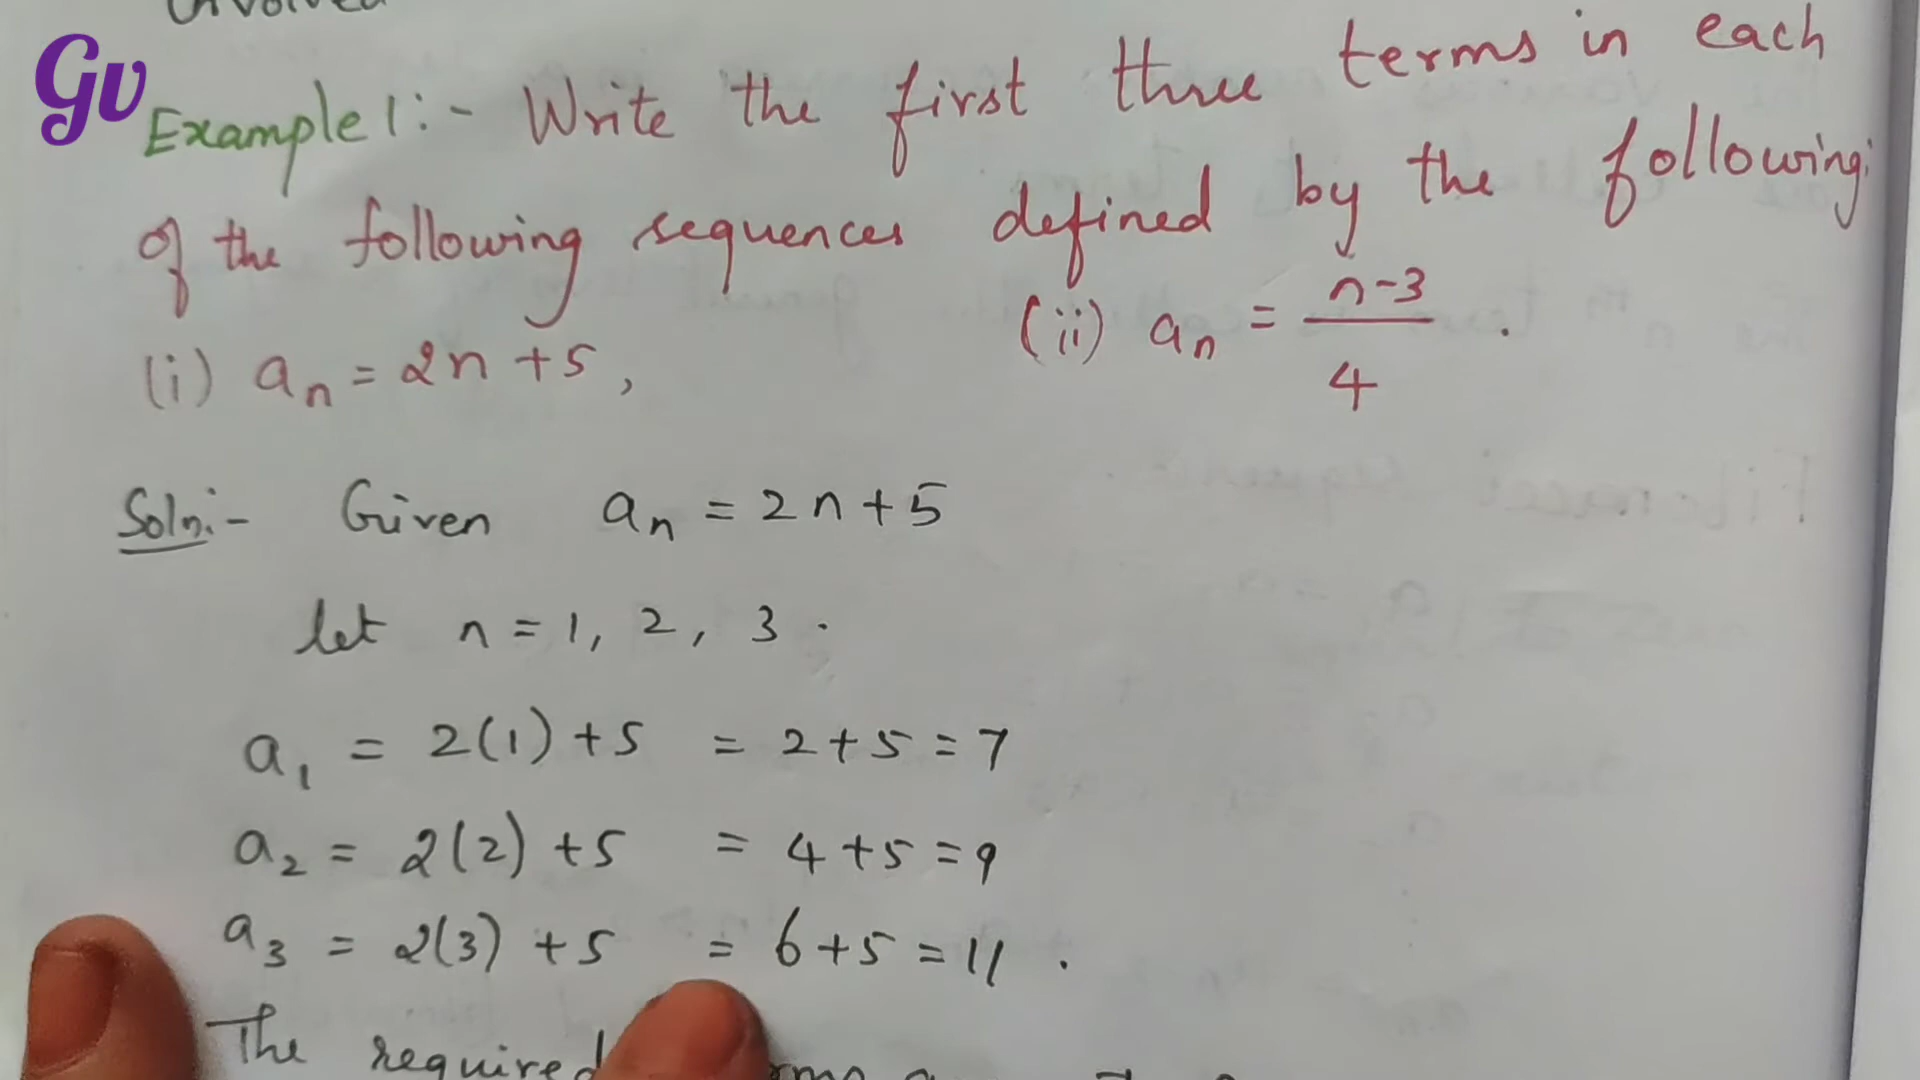 Gv
Example 1:- Write the first three terms in each
of the following sequences defined by the following:
(i) aₙ = 2n + 5, (ii) aₙ = (n-3)/4 .
Soln:- Given aₙ = 2n + 5
let n = 1, 2, 3 .
a₁ = 2(1) + 5 = 2 + 5 = 7
a₂ = 2(2) + 5 = 4 + 5 = 9
a₃ = 2(3) + 5 = 6 + 5 = 11 .
The required